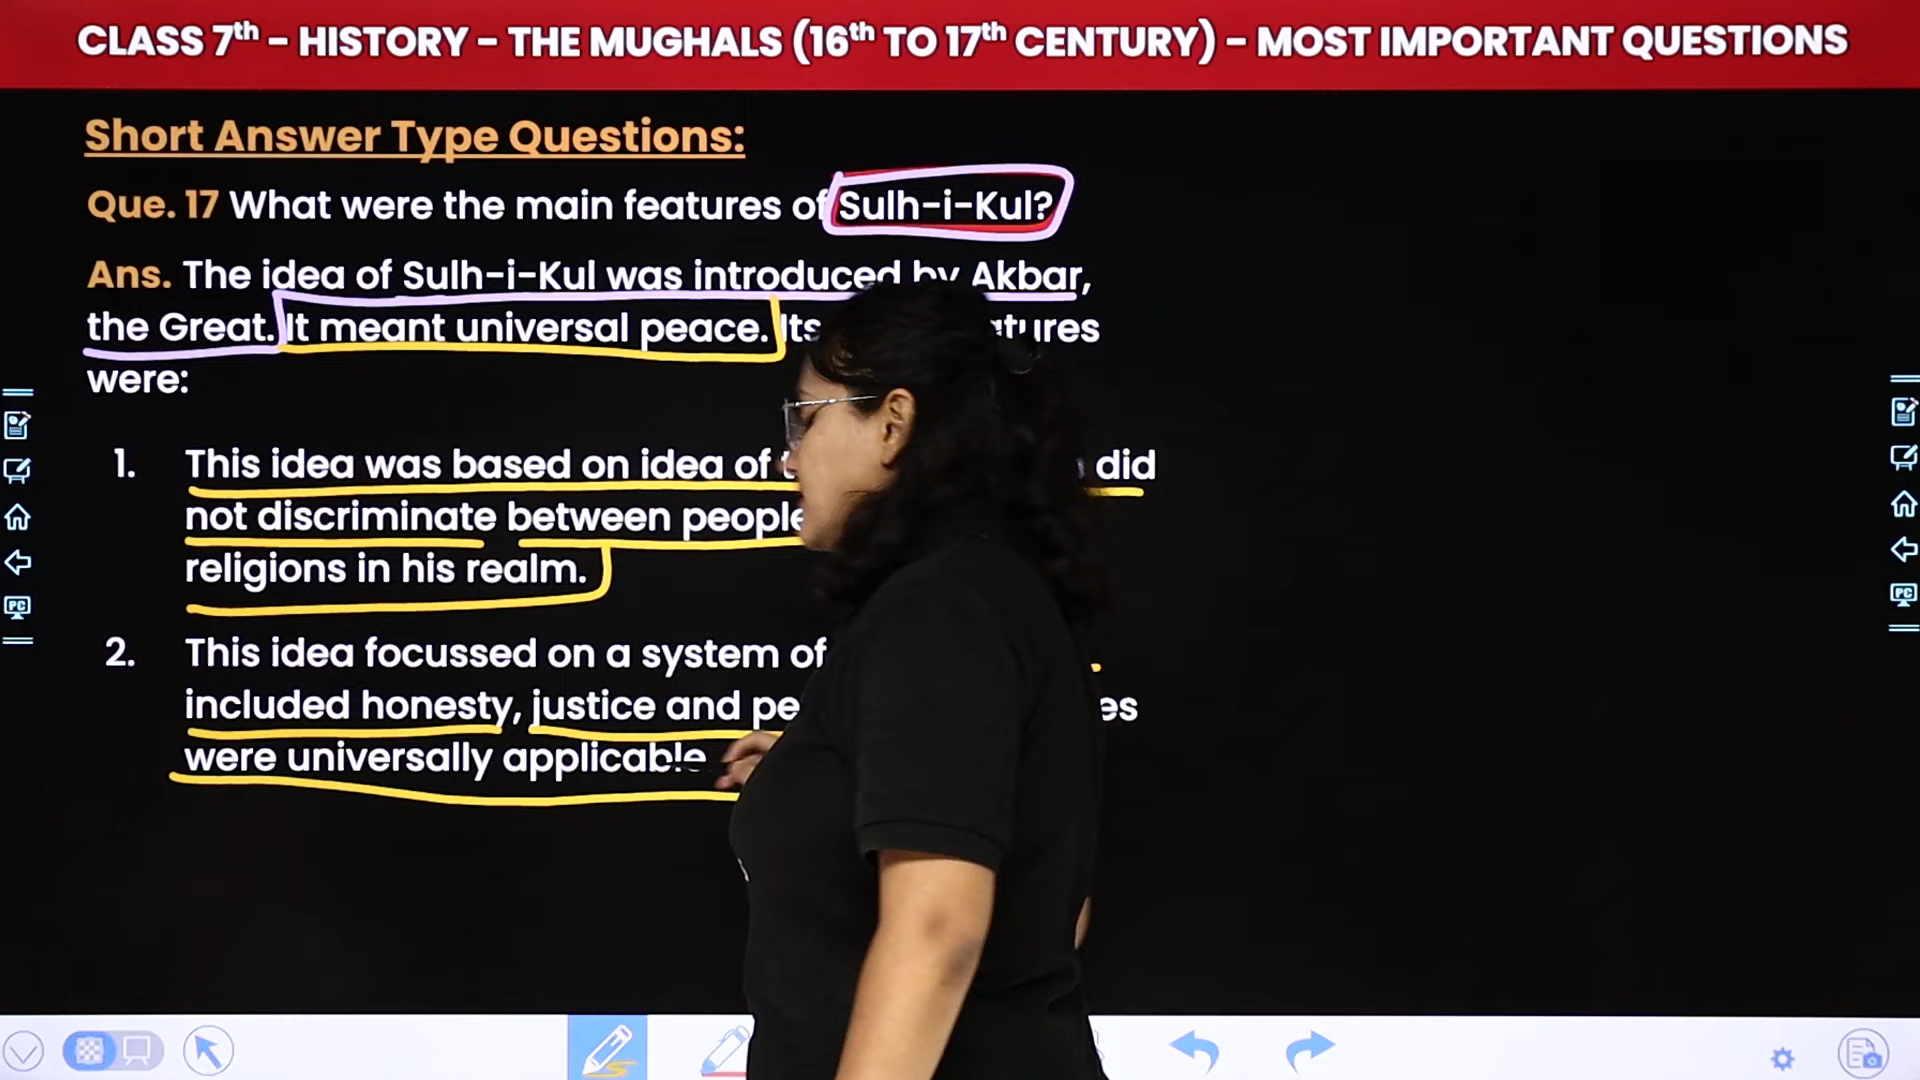 CLASS 7th – HISTORY – THE MUGHALS (16th TO 17th CENTURY) – MOST IMPORTANT QUESTIONS
Short Answer Type Questions:
Que. 17 What were the main features of Sulh-i-Kul?
Ans. The idea of Sulh-i-Kul was introduced by Akbar,
the Great. It meant universal peace. Its
were:
1. This idea was based on idea of did
not discriminate between people
religions in his realm.
2. This idea focussed on a system of
included honesty, justice and
were universally applicable
PC
PC